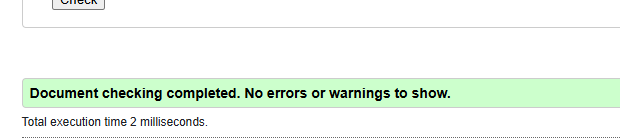 Check
Document checking completed. No errors or warnings to show.
Total execution time 2 milliseconds.